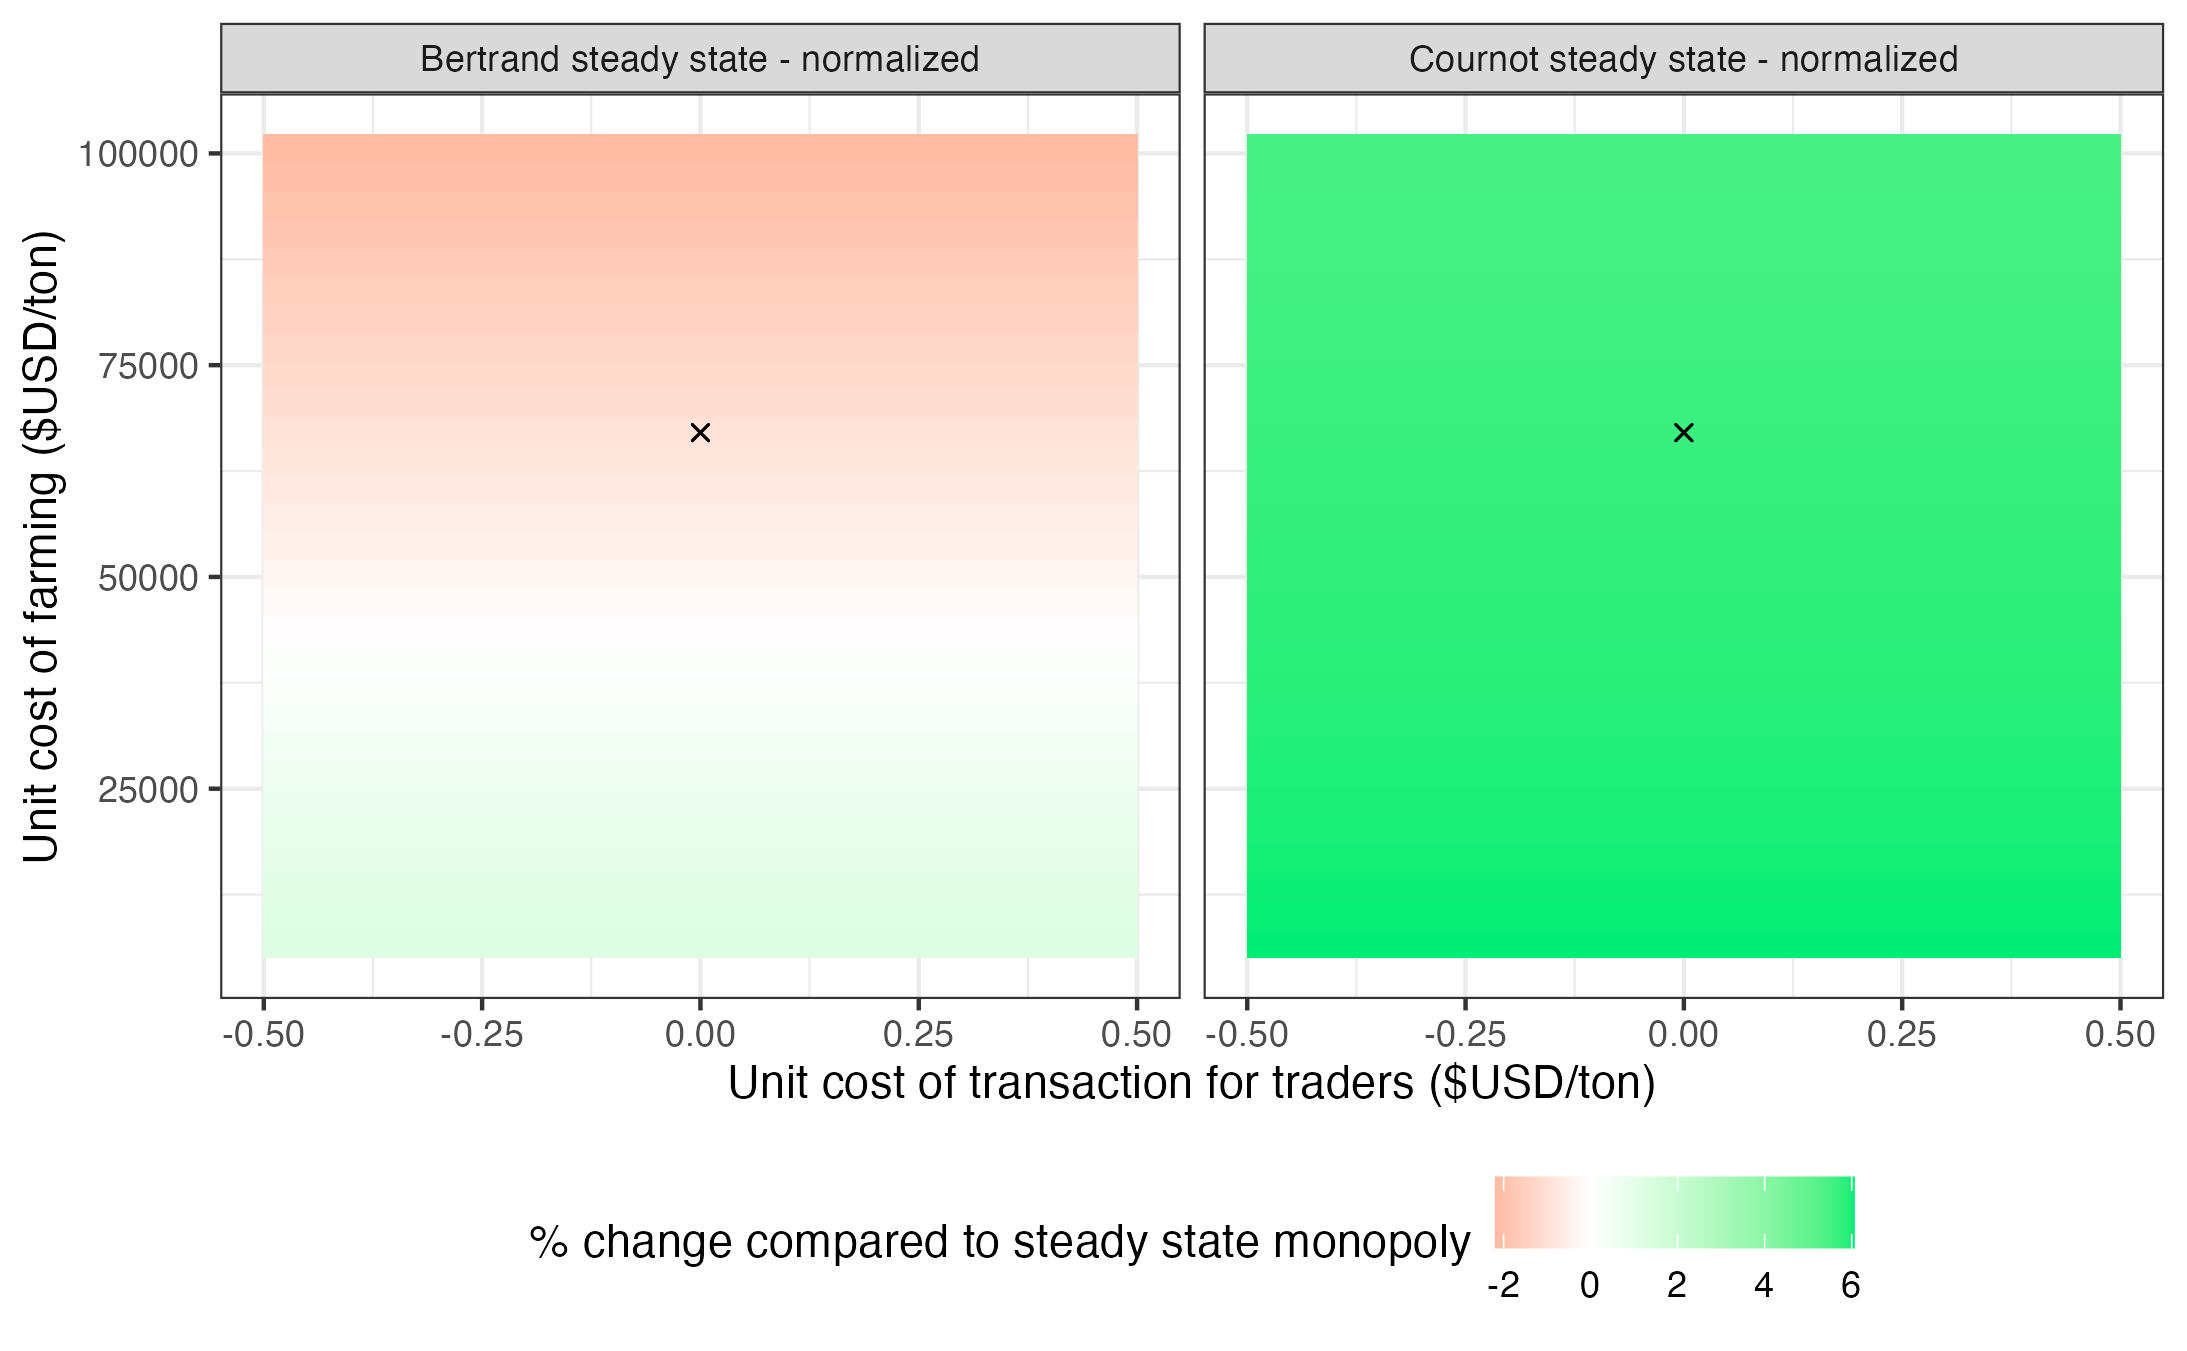 Bertrand steady state - normalized
Cournot steady state - normalized
100000
75000
50000
25000
Unit cost of farming ($USD/ton)
-0.50 -0.25 0.00 0.25 0.50 -0.50 -0.25 0.00 0.25 0.50
Unit cost of transaction for traders ($USD/ton)
% change compared to steady state monopoly
-2 0 2 4 6